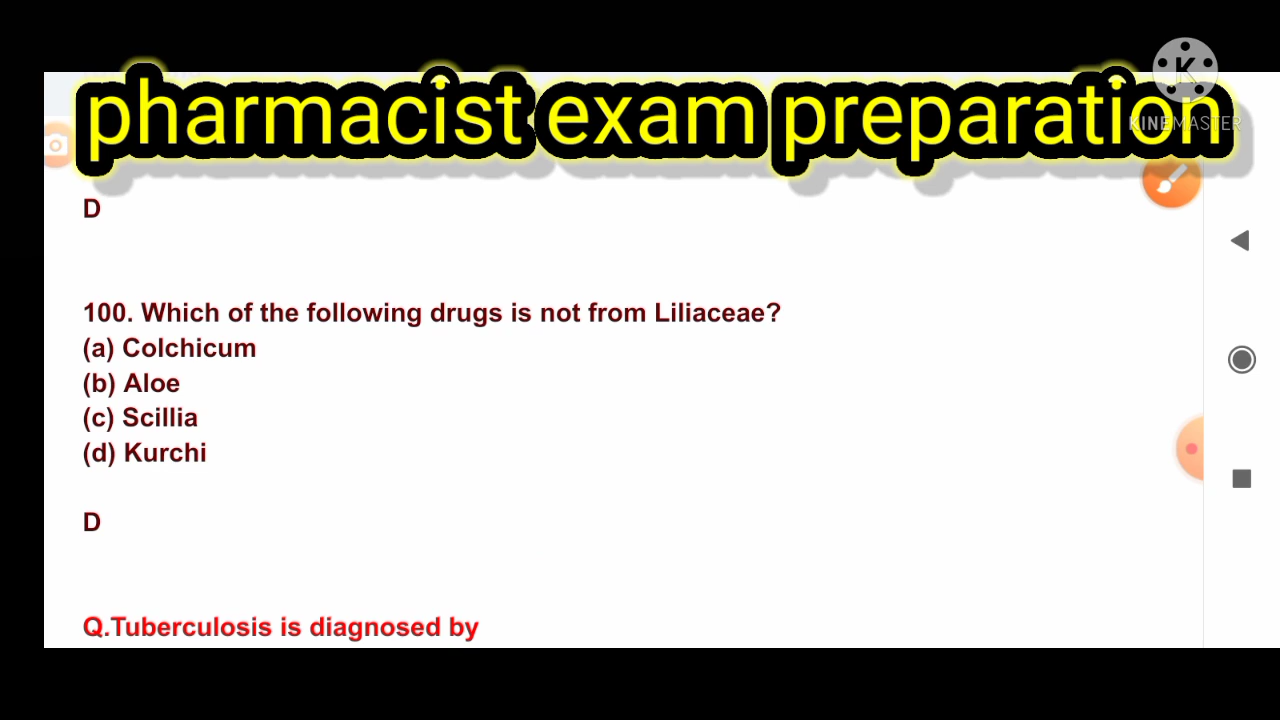 pharmacist exam preparation
KINEMASTER
D
100. Which of the following drugs is not from Liliaceae?
(a) Colchicum
(b) Aloe
(c) Scillia
(d) Kurchi
D
Q.Tuberculosis is diagnosed by